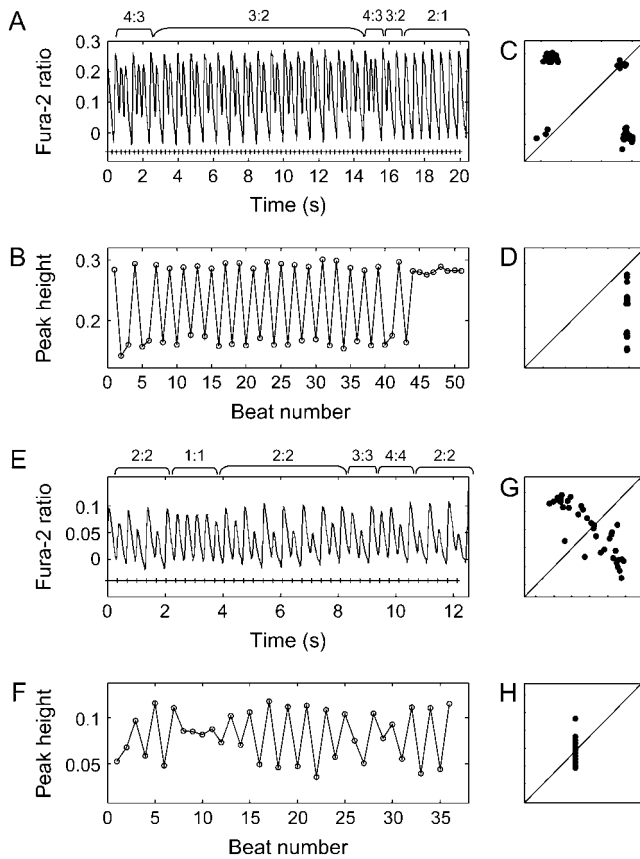 A
4:3 3:2 4:3 3:2 2:1
C
Fura-2 ratio
0.3
0.2
0.1
0
0 2 4 6 8 10 12 14 16 18 20
Time (s)
B
D
Peak height
0.3
0.2
0 5 10 15 20 25 30 35 40 45 50
Beat number
E
2:2 1:1 2:2 3:3 4:4 2:2
G
Fura-2 ratio
0.1
0.05
0
0 2 4 6 8 10 12
Time (s)
F
H
Peak height
0.1
0.05
0 5 10 15 20 25 30 35
Beat number